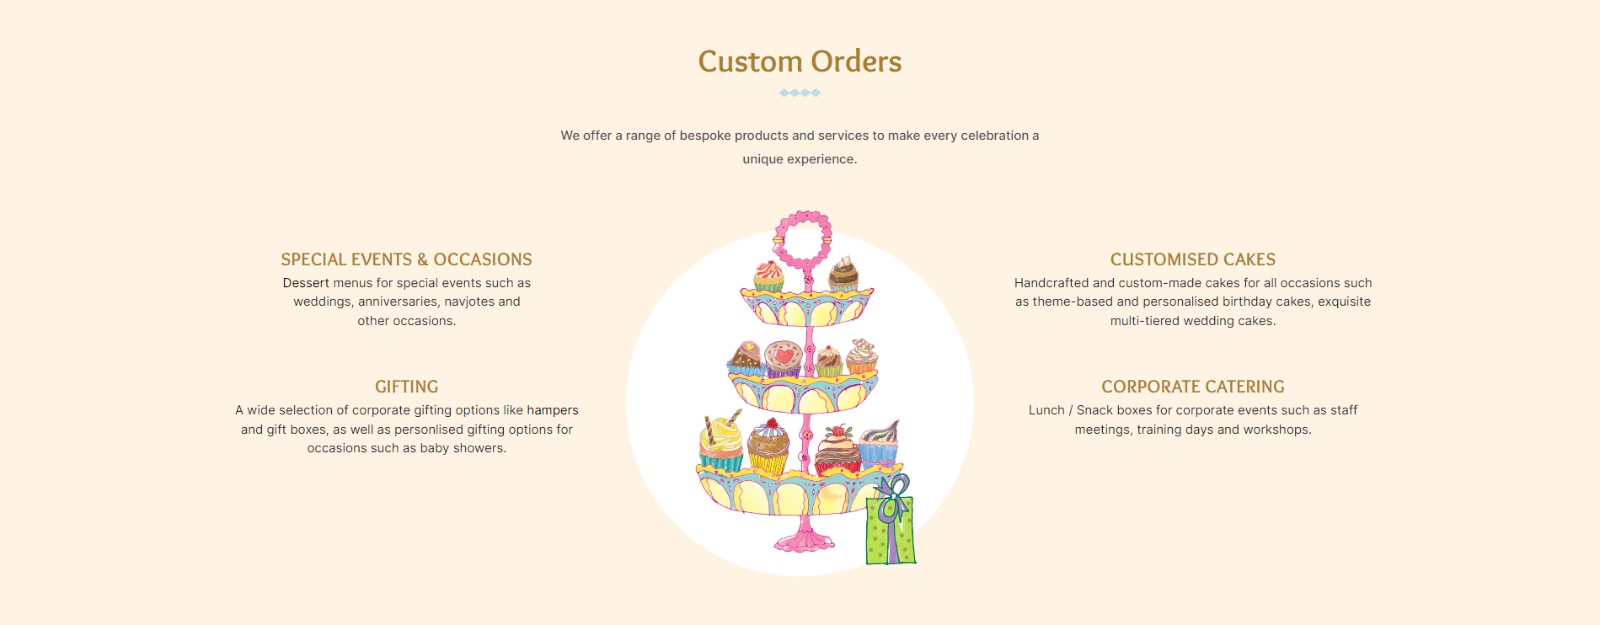 Custom Orders
We offer a range of bespoke products and services to make every celebration a
unique experience.
SPECIAL EVENTS & OCCASIONS
Dessert menus for special events such as
weddings, anniversaries, navjotes and
other occasions.
GIFTING
A wide selection of corporate gifting options like hampers
and gift boxes, as well as personlised gifting options for
occasions such as baby showers.
CUSTOMISED CAKES
Handcrafted and custom-made cakes for all occasions such
as theme-based and personalised birthday cakes, exquisite
multi-tiered wedding cakes.
CORPORATE CATERING
Lunch / Snack boxes for corporate events such as staff
meetings, training days and workshops.